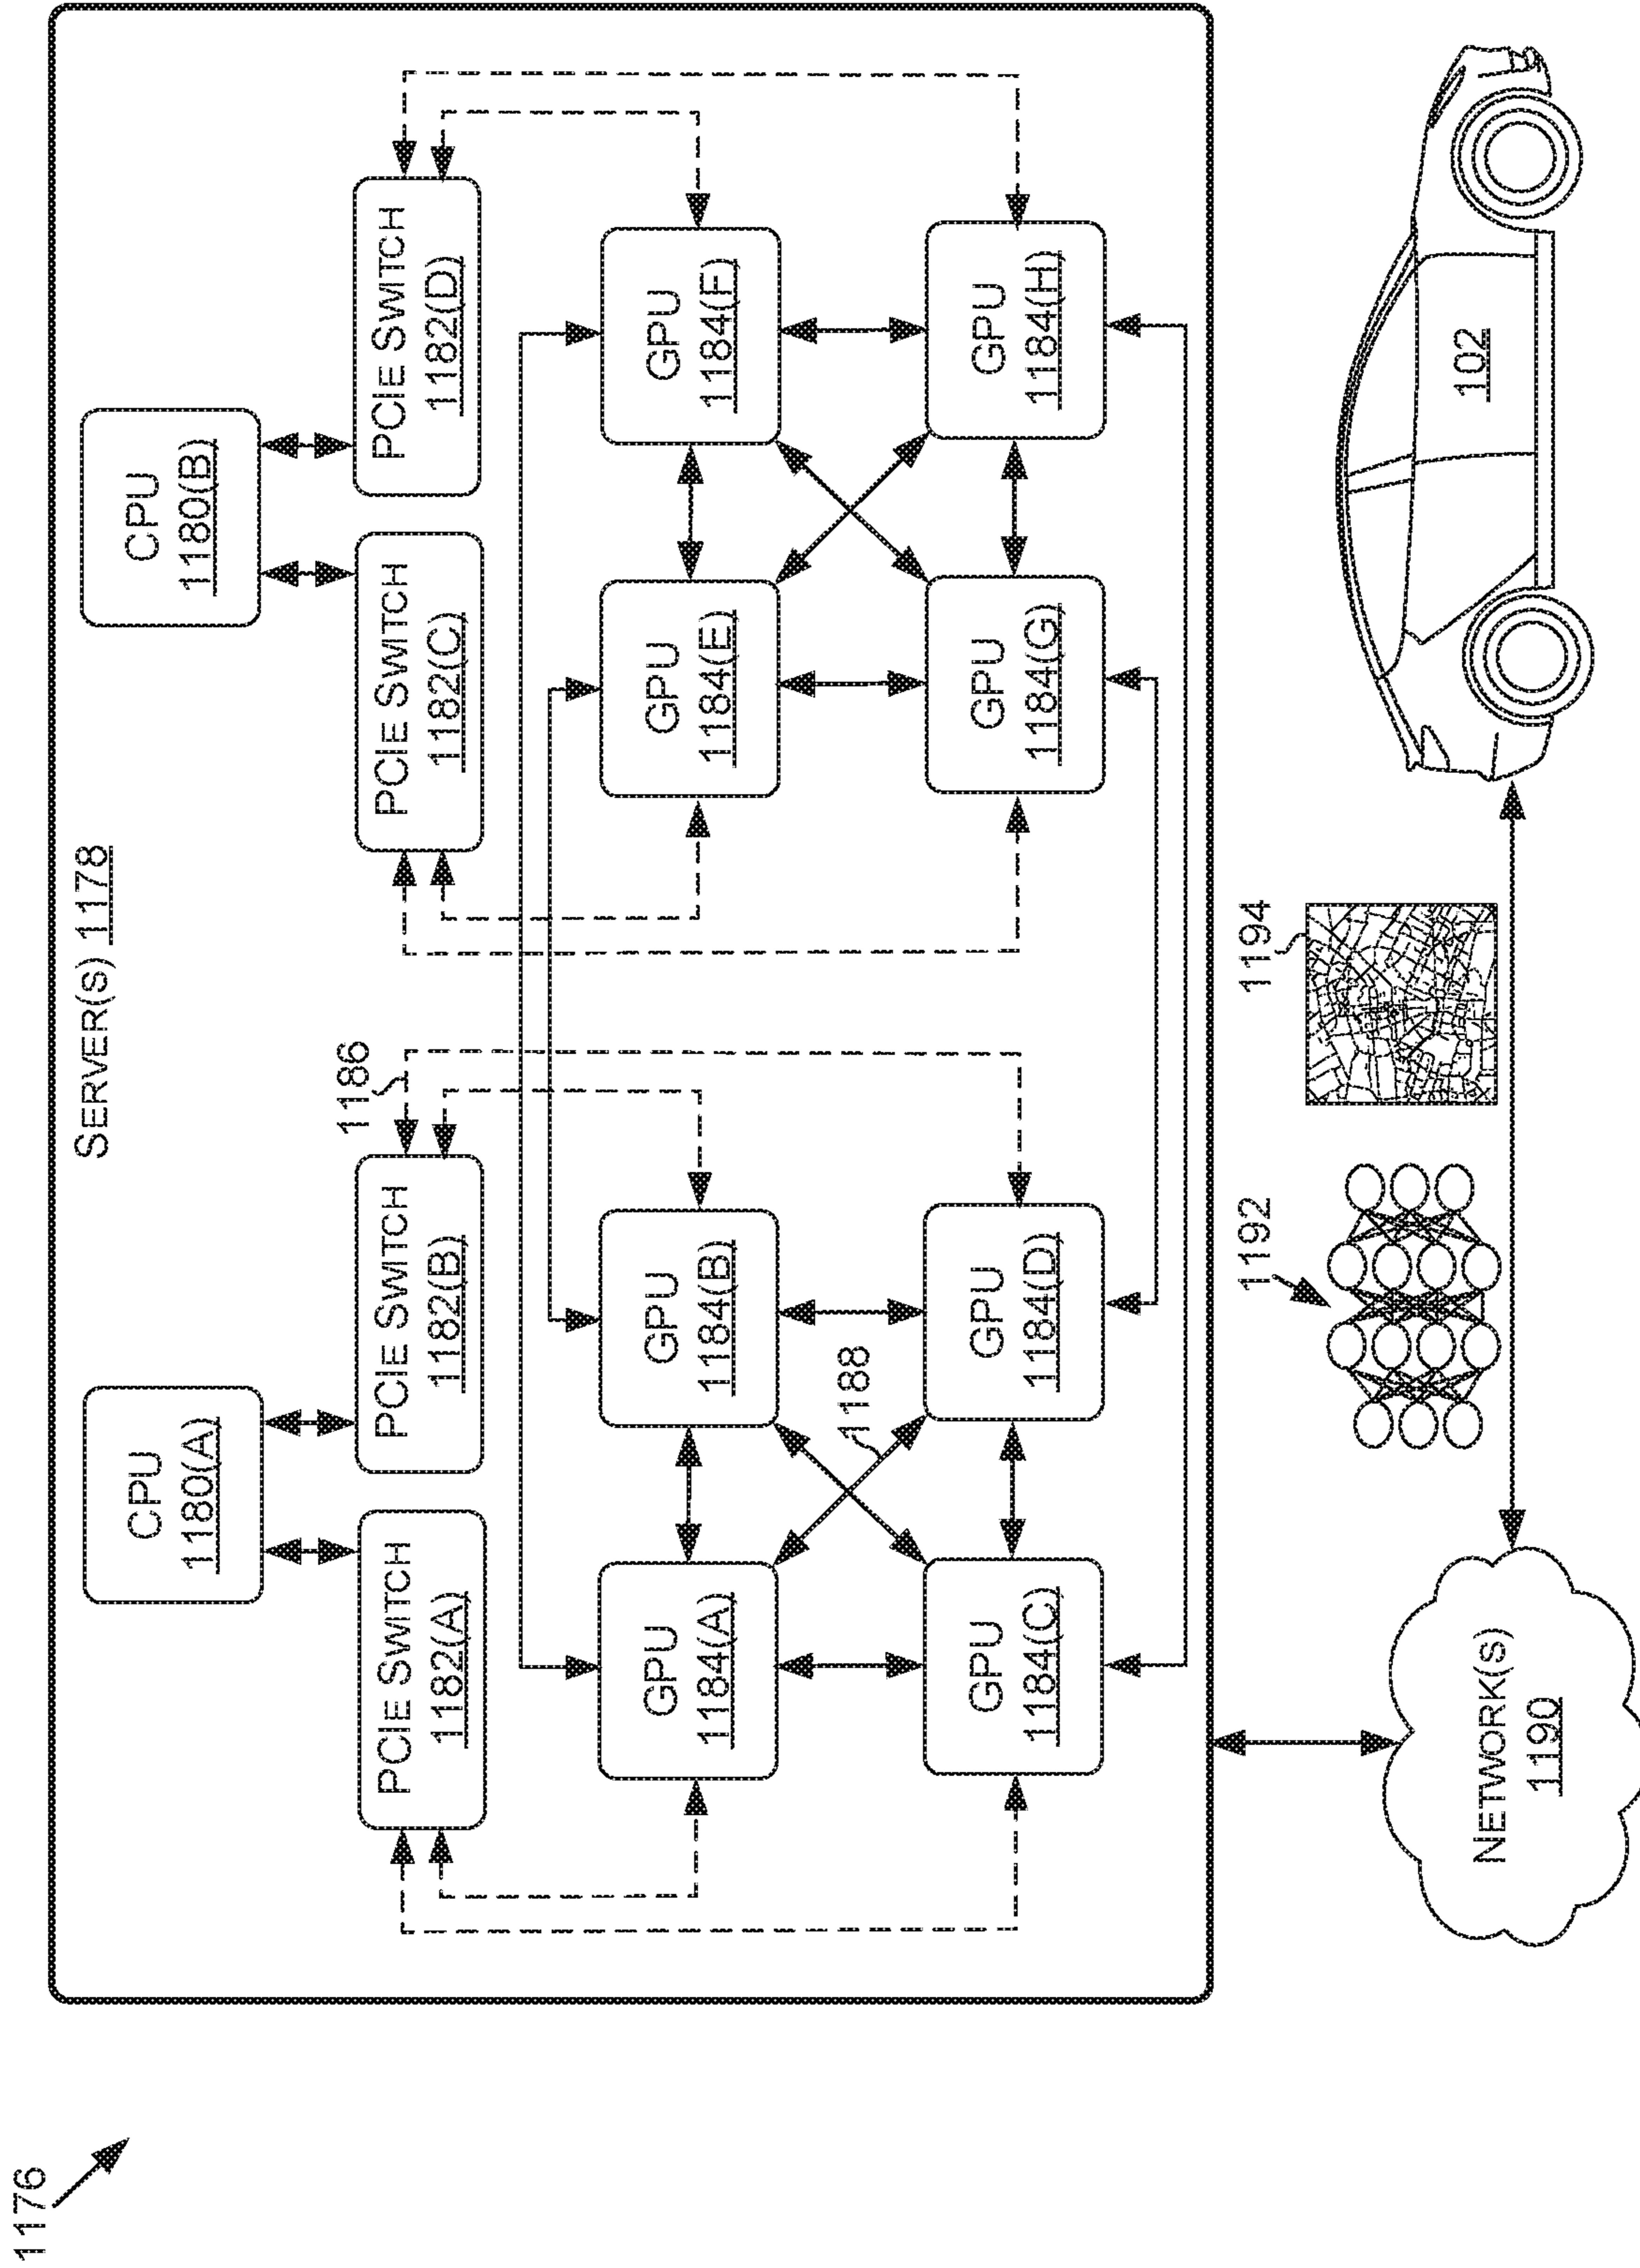 1176
SERVER(S) 1178
CPU
1180(A)
CPU
1180(B)
PCIE SWITCH
1182(A)
PCIE SWITCH
1182(B)
1186
PCIE SWITCH
1182(C)
PCIE SWITCH
1182(D)
GPU
1184(A)
GPU
1184(B)
GPU
1184(E)
GPU
1184(F)
1188
GPU
1184(C)
GPU
1184(D)
GPU
1184(G)
GPU
1184(H)
NETWORK(S)
1190
1192
1194
102